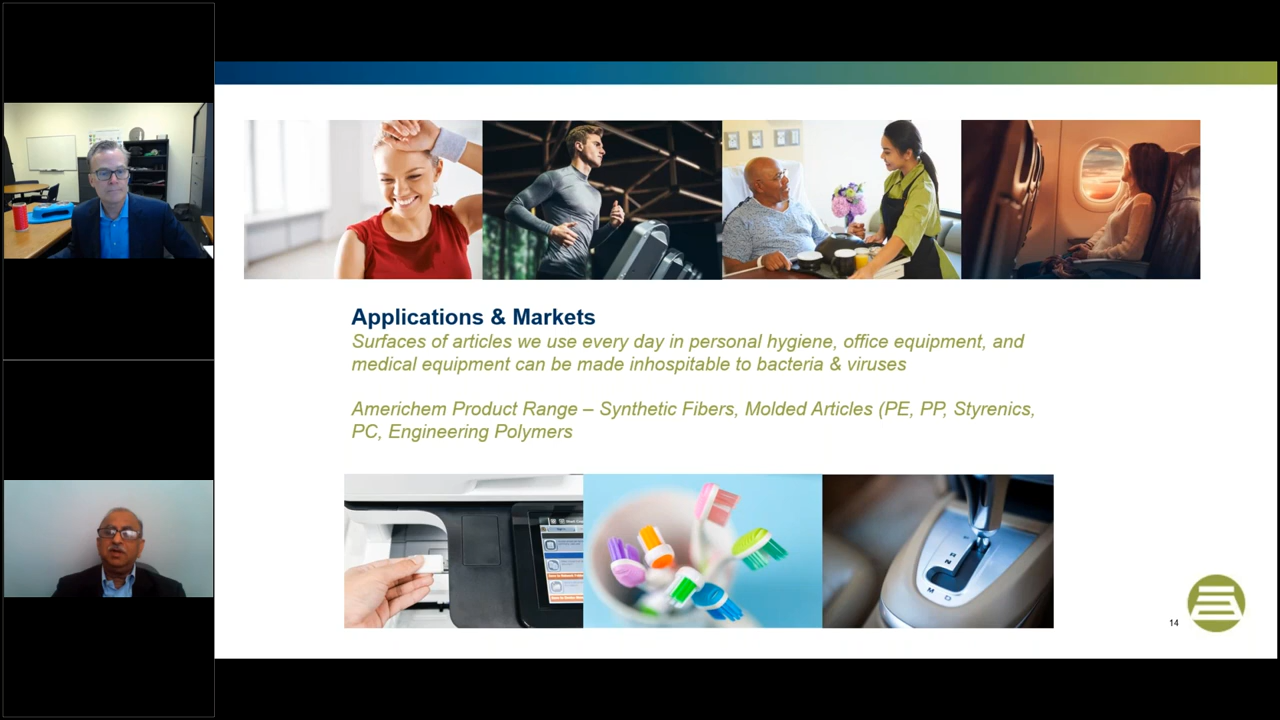 Applications & Markets
Surfaces of articles we use every day in personal hygiene, office equipment, and
medical equipment can be made inhospitable to bacteria & viruses
Americhem Product Range – Synthetic Fibers, Molded Articles (PE, PP, Styrenics,
PC, Engineering Polymers
R
N
M D
14